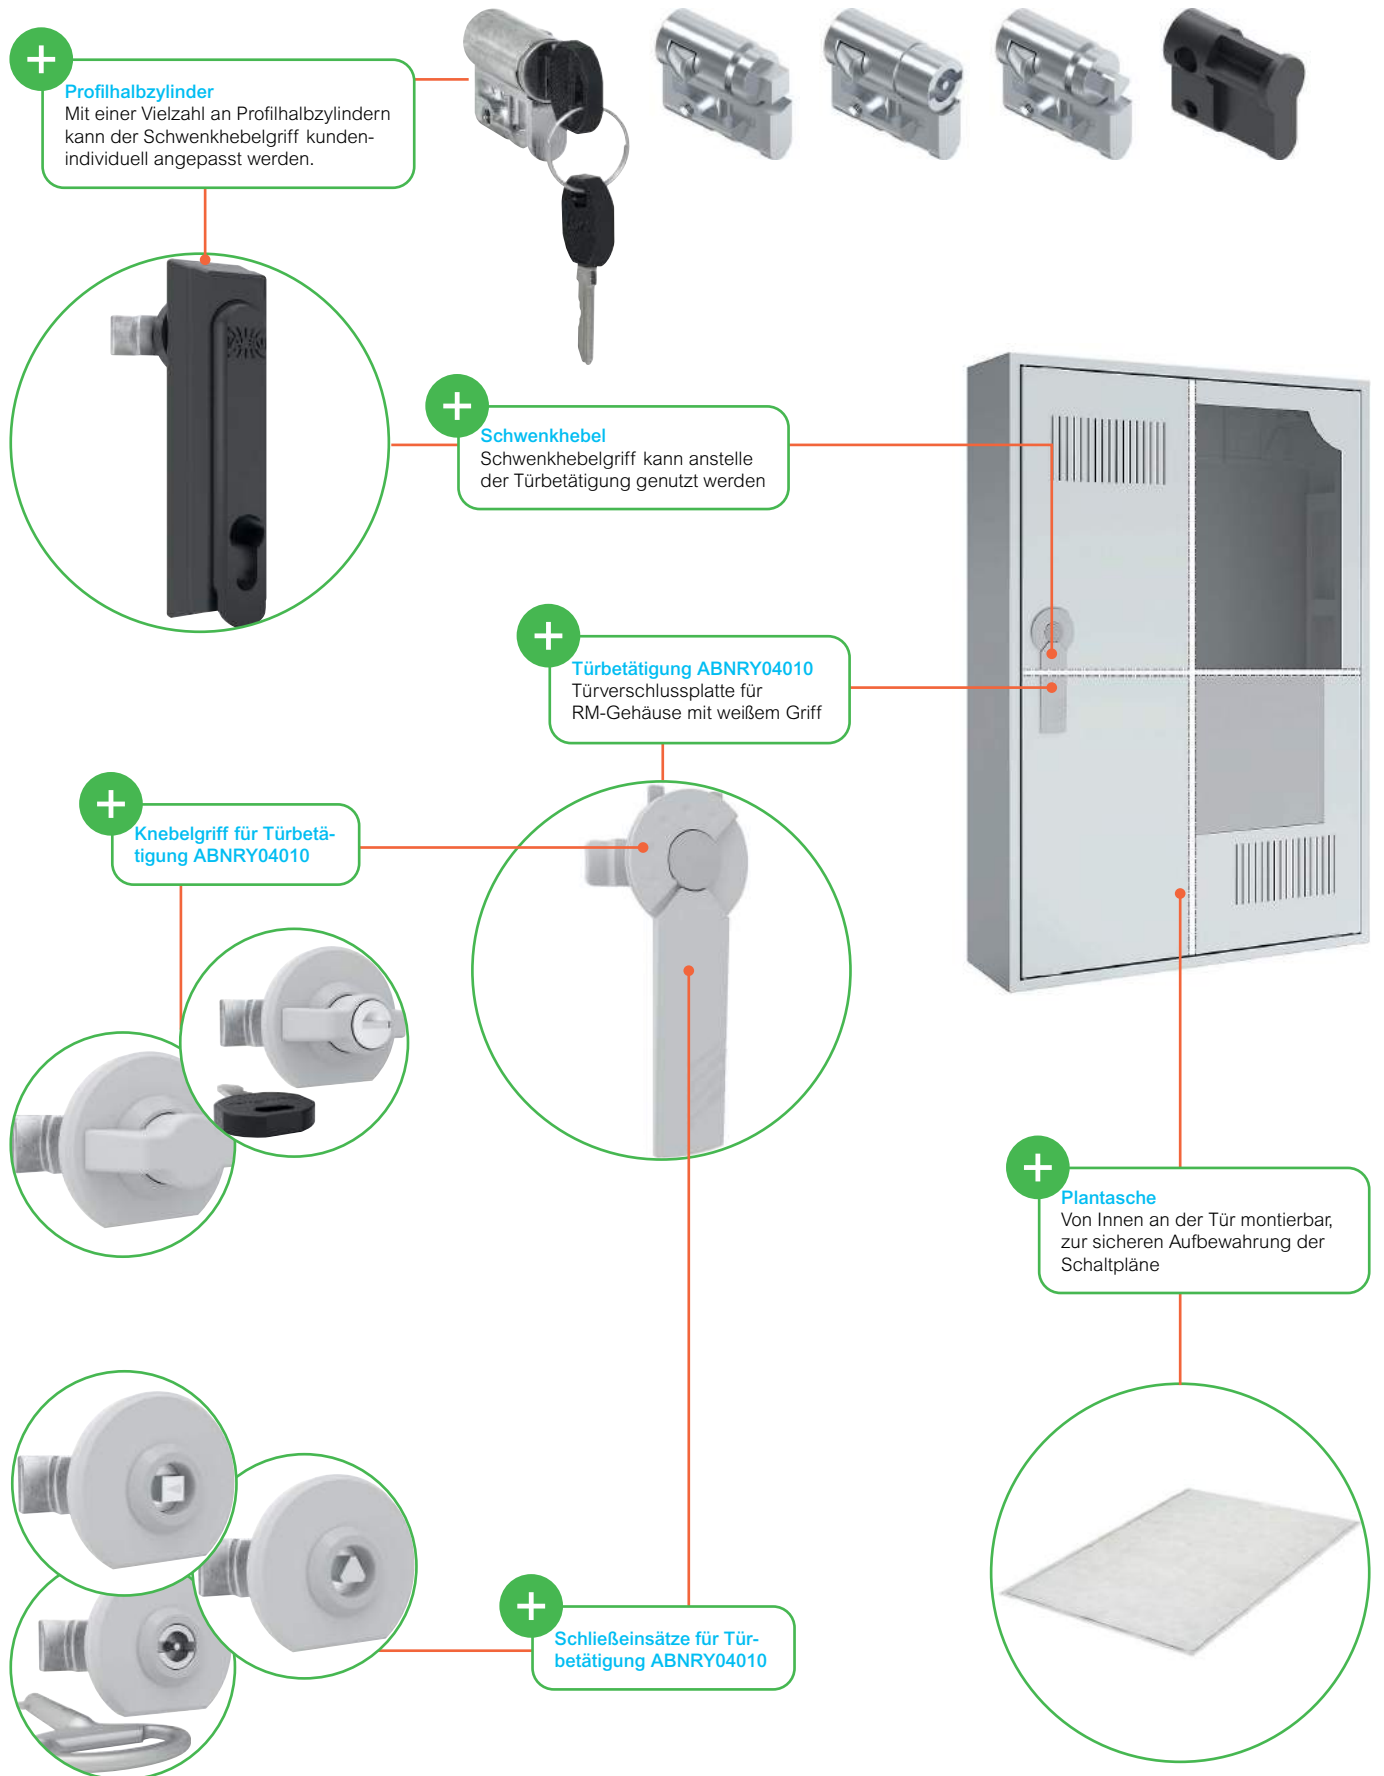 Profilhalbzylinder
Mit einer Vielzahl an Profilhalbzylindern
kann der Schwenkhebelgriff kunden-
individuell angepasst werden.
Schwenkhebel
Schwenkhebelgriff kann anstelle
der Türbetätigung genutzt werden
Türbetätigung ABNRY04010
Türverschlussplatte für
RM-Gehäuse mit weißem Griff
Knebelgriff für Türbetä-
tigung ABNRY04010
Plantasche
Von Innen an der Tür montierbar,
zur sicheren Aufbewahrung der
Schaltpläne
Schließeinsätze für Tür-
betätigung ABNRY04010